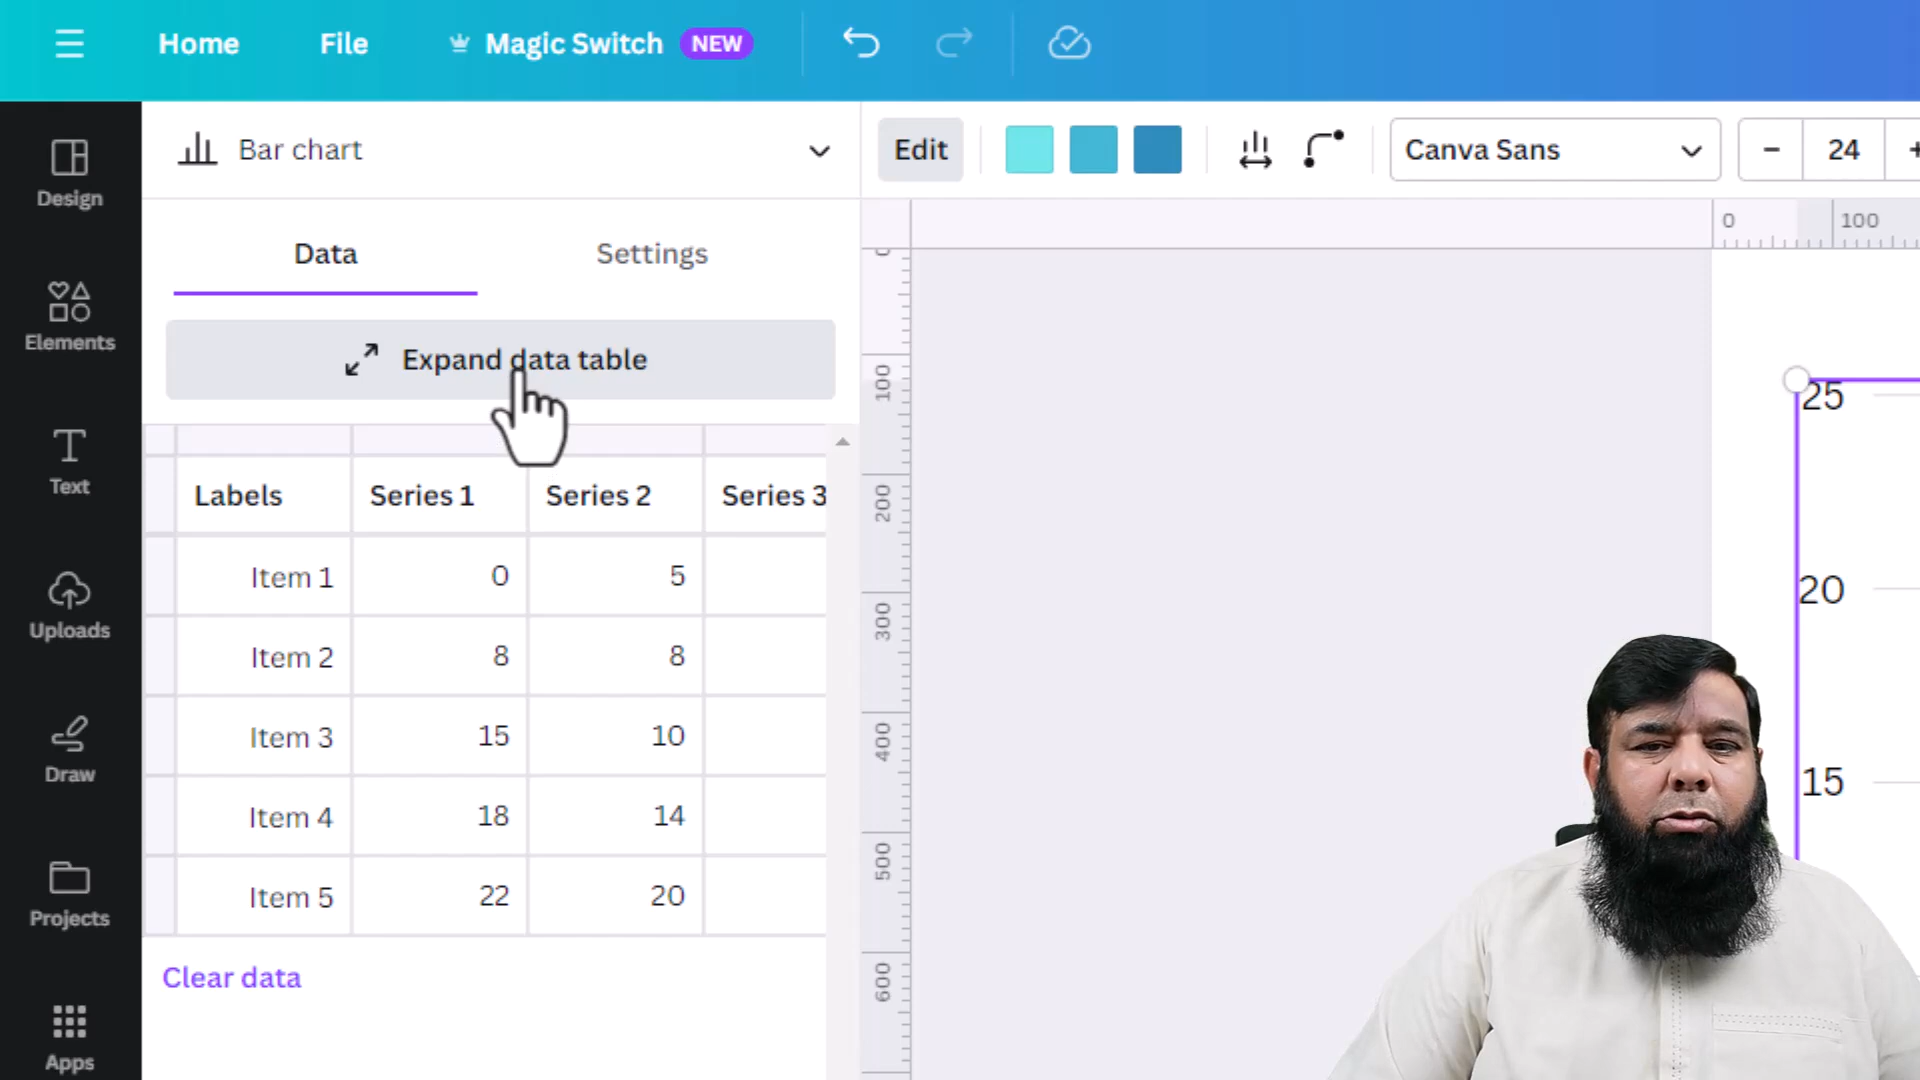 Home File Magic Switch NEW
Design
Elements
Text
Uploads
Draw
Projects
Apps
Bar chart
Data Settings
Expand data table
Labels Series 1 Series 2 Series 3
Item 1 0 5
Item 2 8 8
Item 3 15 10
Item 4 18 14
Item 5 22 20
Clear data
Edit Canva Sans − 24 +
0 100
0
100
200
300
400
500
600
25
20
15